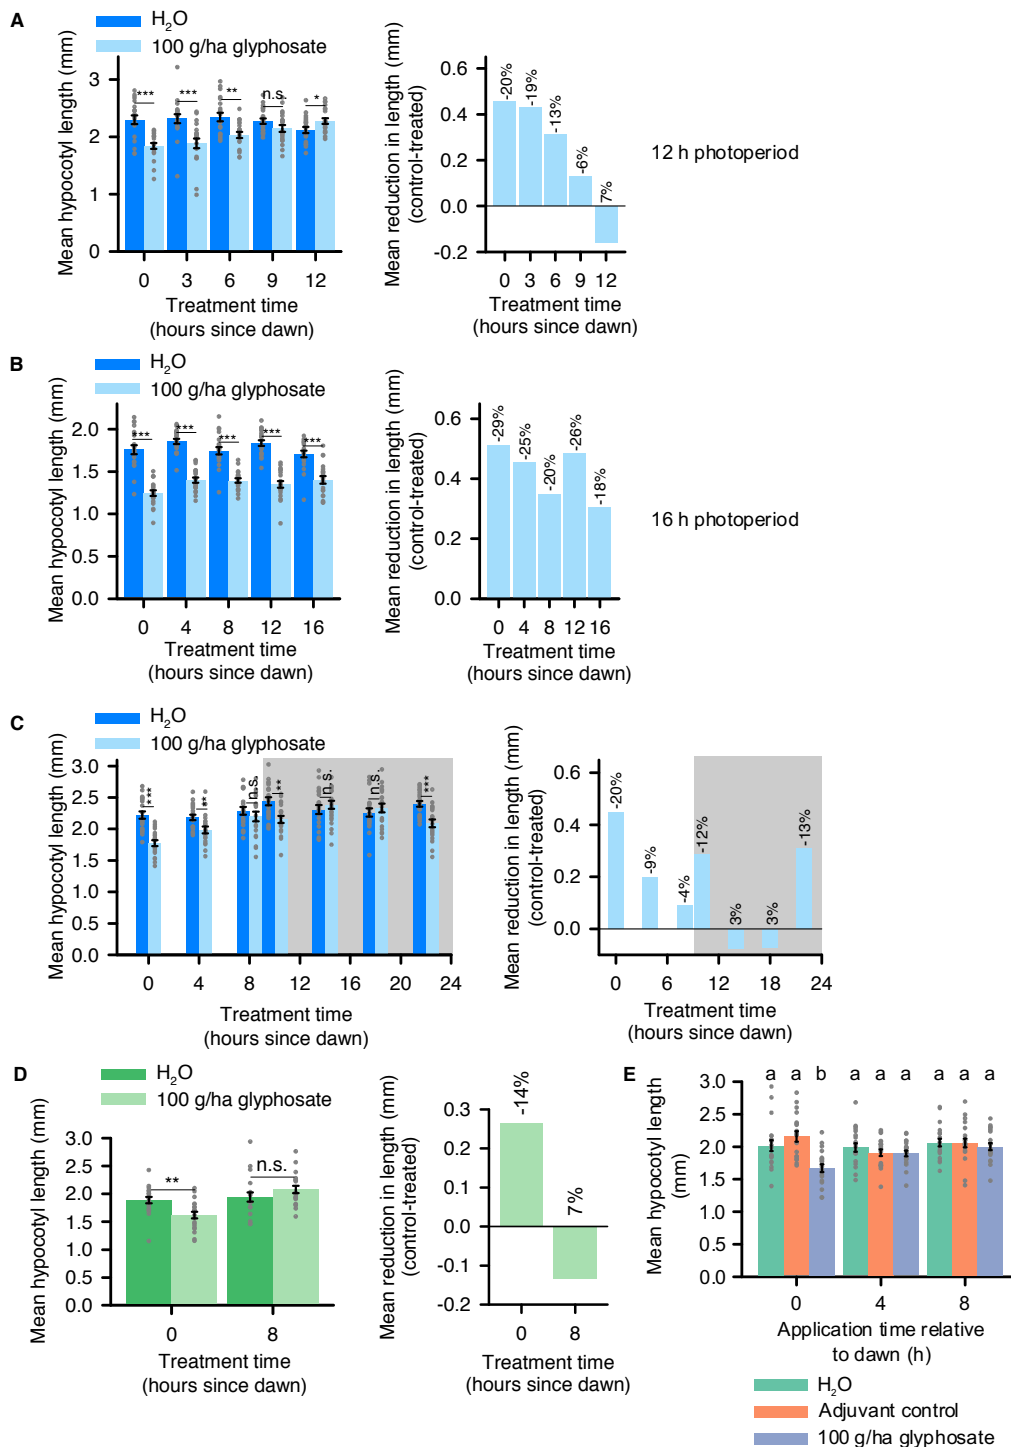 A
H₂O
100 g/ha glyphosate
Mean hypocotyl length (mm)
3
2
1
0
***
***
**
n.s.
*
0 3 6 9 12
Treatment time
(hours since dawn)
Mean reduction in length (mm)
(control-treated)
0.6
0.4
0.2
0.0
-0.2
-20%
-19%
-13%
-6%
7%
0 3 6 9 12
Treatment time
(hours since dawn)
12 h photoperiod
B
H₂O
100 g/ha glyphosate
Mean hypocotyl length (mm)
2.0
1.5
1.0
0.5
0.0
***
***
***
***
***
0 4 8 12 16
Treatment time
(hours since dawn)
Mean reduction in length (mm)
(control-treated)
0.6
0.4
0.2
0.0
-29%
-25%
-20%
-26%
-18%
0 4 8 12 16
Treatment time
(hours since dawn)
16 h photoperiod
C
H₂O
100 g/ha glyphosate
Mean hypocotyl length (mm)
3.0
2.5
2.0
1.5
1.0
0.5
0.0
***
**
n.s.
**
n.s.
n.s.
***
0 4 8 12 16 20 24
Treatment time
(hours since dawn)
Mean reduction in length (mm)
(control-treated)
0.6
0.4
0.2
0.0
-20%
-9%
-4%
-12%
3%
3%
-13%
0 6 12 18 24
Treatment time
(hours since dawn)
D
H₂O
100 g/ha glyphosate
Mean hypocotyl length (mm)
3.0
2.5
2.0
1.5
1.0
0.5
0.0
**
n.s.
0 8
Treatment time
(hours since dawn)
Mean reduction in length (mm)
(control-treated)
0.3
0.2
0.1
0.0
-0.1
-0.2
-14%
7%
0 8
Treatment time
(hours since dawn)
E
a a b a a a a a a
Mean hypocotyl length
(mm)
3.0
2.5
2.0
1.5
1.0
0.5
0.0
0 4 8
Application time relative
to dawn (h)
H₂O
Adjuvant control
100 g/ha glyphosate